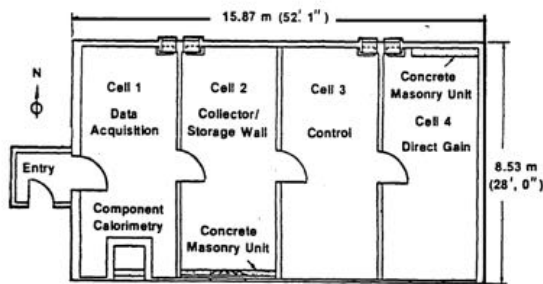 15.87 m (52′ 1″)
N
Cell 1
Data
Acquisition
Cell 2
Collector/
Storage Wall
Cell 3
Control
Concrete
Masonry Unit
Cell 4
Direct Gain
8.53 m
(28′, 0″)
Entry
Component
Calorimetry
Concrete
Masonry Unit